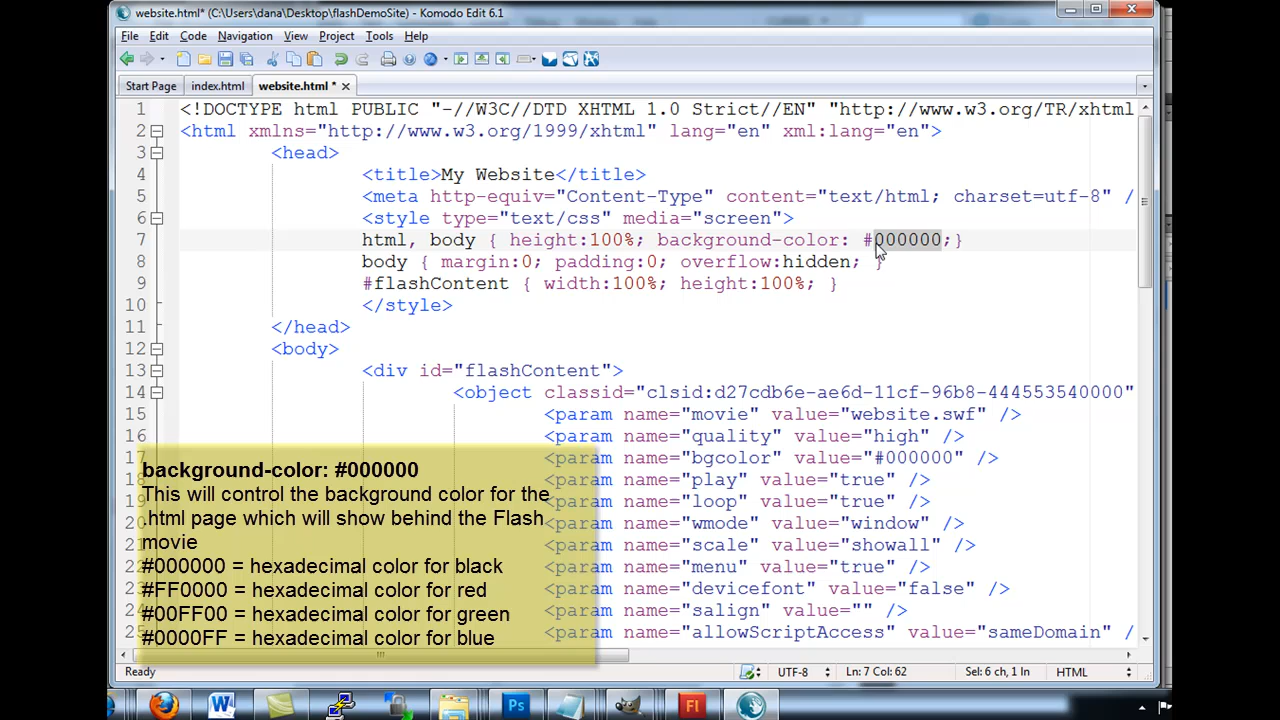 website.html* (C:\Users\dana\Desktop\flashDemoSite) - Komodo Edit 6.1
File Edit Code Navigation View Project Tools Help
Start Page index.html website.html *
1 <!DOCTYPE html PUBLIC "-//W3C//DTD XHTML 1.0 Strict//EN" "http://www.w3.org/TR/xhtml
2 <html xmlns="http://www.w3.org/1999/xhtml" lang="en" xml:lang="en">
3 <head>
4 <title>My Website</title>
5 <meta http-equiv="Content-Type" content="text/html; charset=utf-8" /
6 <style type="text/css" media="screen">
7 html, body { height:100%; background-color: #000000;}
8 body { margin:0; padding:0; overflow:hidden; }
9 #flashContent { width:100%; height:100%; }
10 </style>
11 </head>
12 <body>
13 <div id="flashContent">
14 <object classid="clsid:d27cdb6e-ae6d-11cf-96b8-444553540000"
15 <param name="movie" value="website.swf" />
16 <param name="quality" value="high" />
17 <param name="bgcolor" value="#000000" />
18 <param name="play" value="true" />
19 <param name="loop" value="true" />
20 <param name="wmode" value="window" />
21 <param name="scale" value="showall" />
22 <param name="menu" value="true" />
23 <param name="devicefont" value="false" />
24 <param name="salign" value="" />
25 <param name="allowScriptAccess" value="sameDomain" /
background-color: #000000
This will control the background color for the
.html page which will show behind the Flash
movie
#000000 = hexadecimal color for black
#FF0000 = hexadecimal color for red
#00FF00 = hexadecimal color for green
#0000FF = hexadecimal color for blue
Ready UTF-8 Ln: 7 Col: 62 Sel: 6 ch, 1 ln HTML
W Ps Fl